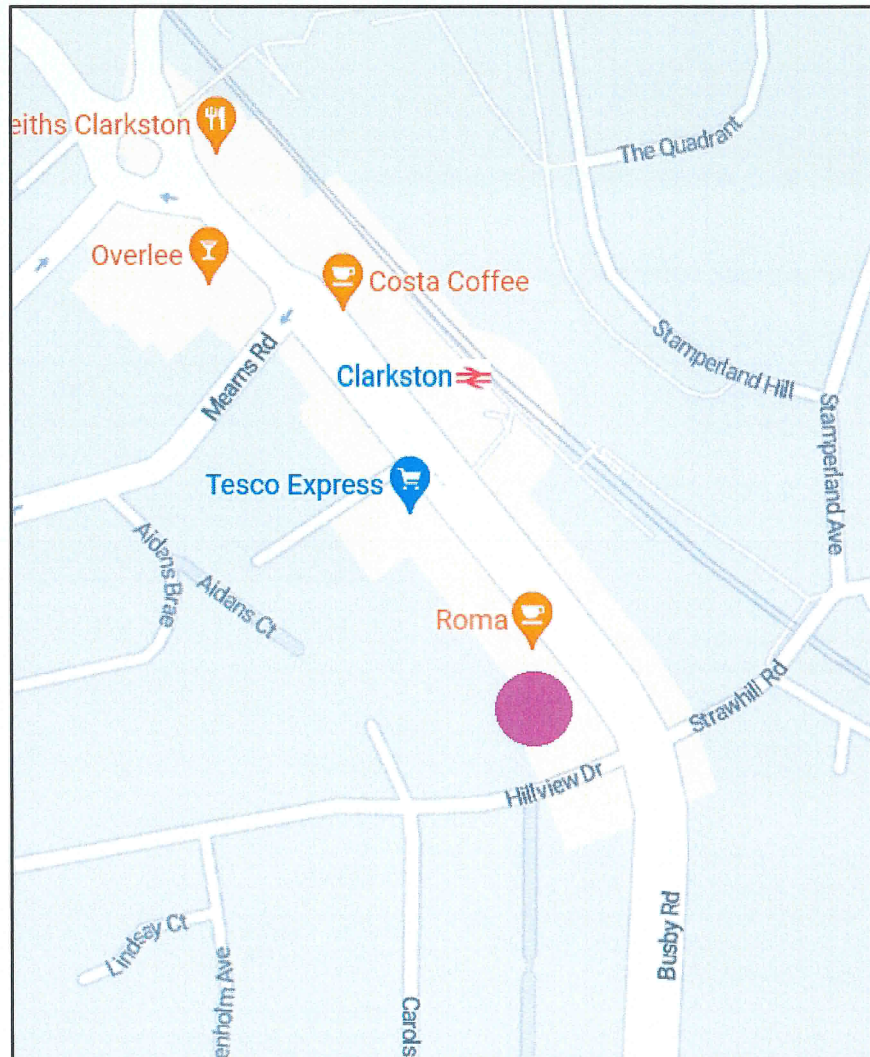 eiths Clarkston
The Quadrant
Overlee
Costa Coffee
Mearns Rd
Clarkston
Stamperland Hill
Stamperland Ave
Tesco Express
Aidans Brae
Aidans Ct
Roma
Strawhill Rd
Hillview Dr
Lindsay Ct
enholm Ave
Carols
Busby Rd